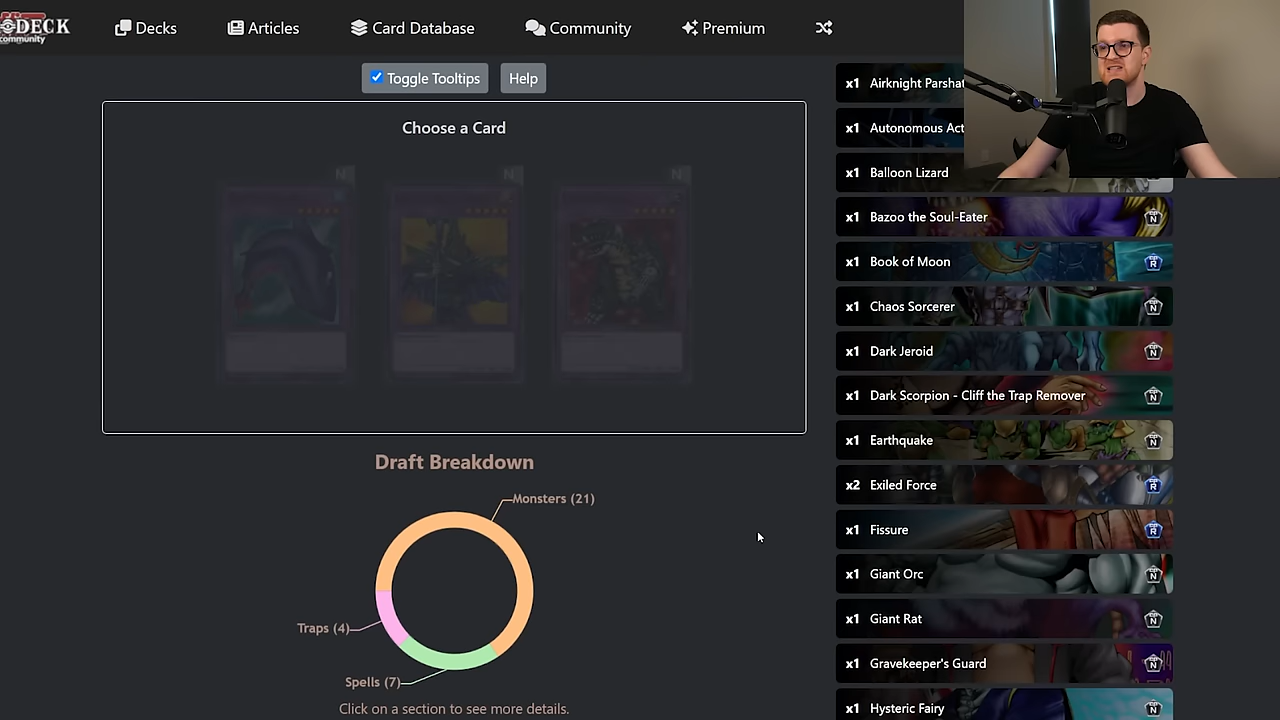 DECK
community
Decks
Articles
Card Database
Community
Premium
Toggle Tooltips
Help
Choose a Card
N
N
N
Draft Breakdown
Monsters (21)
Traps (4)
Spells (7)
Click on a section to see more details.
x1 Airknight Parshat
x1 Autonomous Act
x1 Balloon Lizard
x1 Bazoo the Soul-Eater
N
x1 Book of Moon
R
x1 Chaos Sorcerer
N
x1 Dark Jeroid
N
x1 Dark Scorpion - Cliff the Trap Remover
N
x1 Earthquake
N
x2 Exiled Force
R
x1 Fissure
R
x1 Giant Orc
N
x1 Giant Rat
N
x1 Gravekeeper's Guard
N
x1 Hysteric Fairy
N